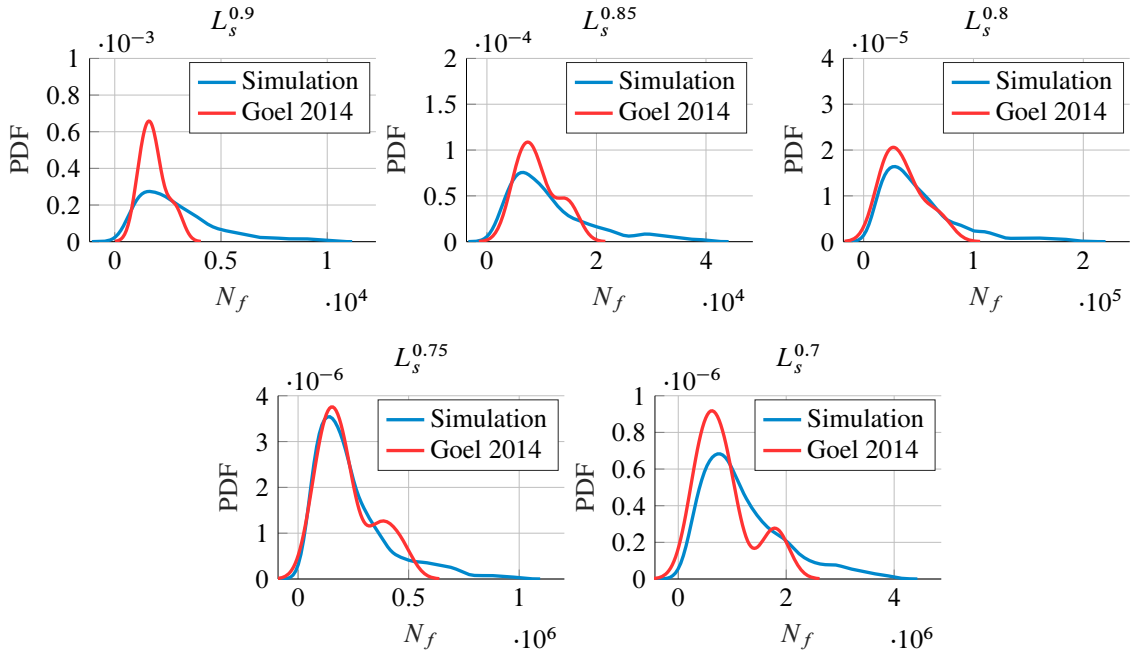 L_s^0.9
·10^−3
1
0.8
0.6
0.4
0.2
0
PDF
0
0.5
1
N_f
·10^4
Simulation
Goel 2014
L_s^0.85
·10^−4
2
1.5
1
0.5
0
PDF
0
2
4
N_f
·10^4
Simulation
Goel 2014
L_s^0.8
·10^−5
4
3
2
1
0
PDF
0
1
2
N_f
·10^5
Simulation
Goel 2014
L_s^0.75
·10^−6
4
3
2
1
0
PDF
0
0.5
1
N_f
·10^6
Simulation
Goel 2014
L_s^0.7
·10^−6
1
0.8
0.6
0.4
0.2
0
PDF
0
2
4
N_f
·10^6
Simulation
Goel 2014